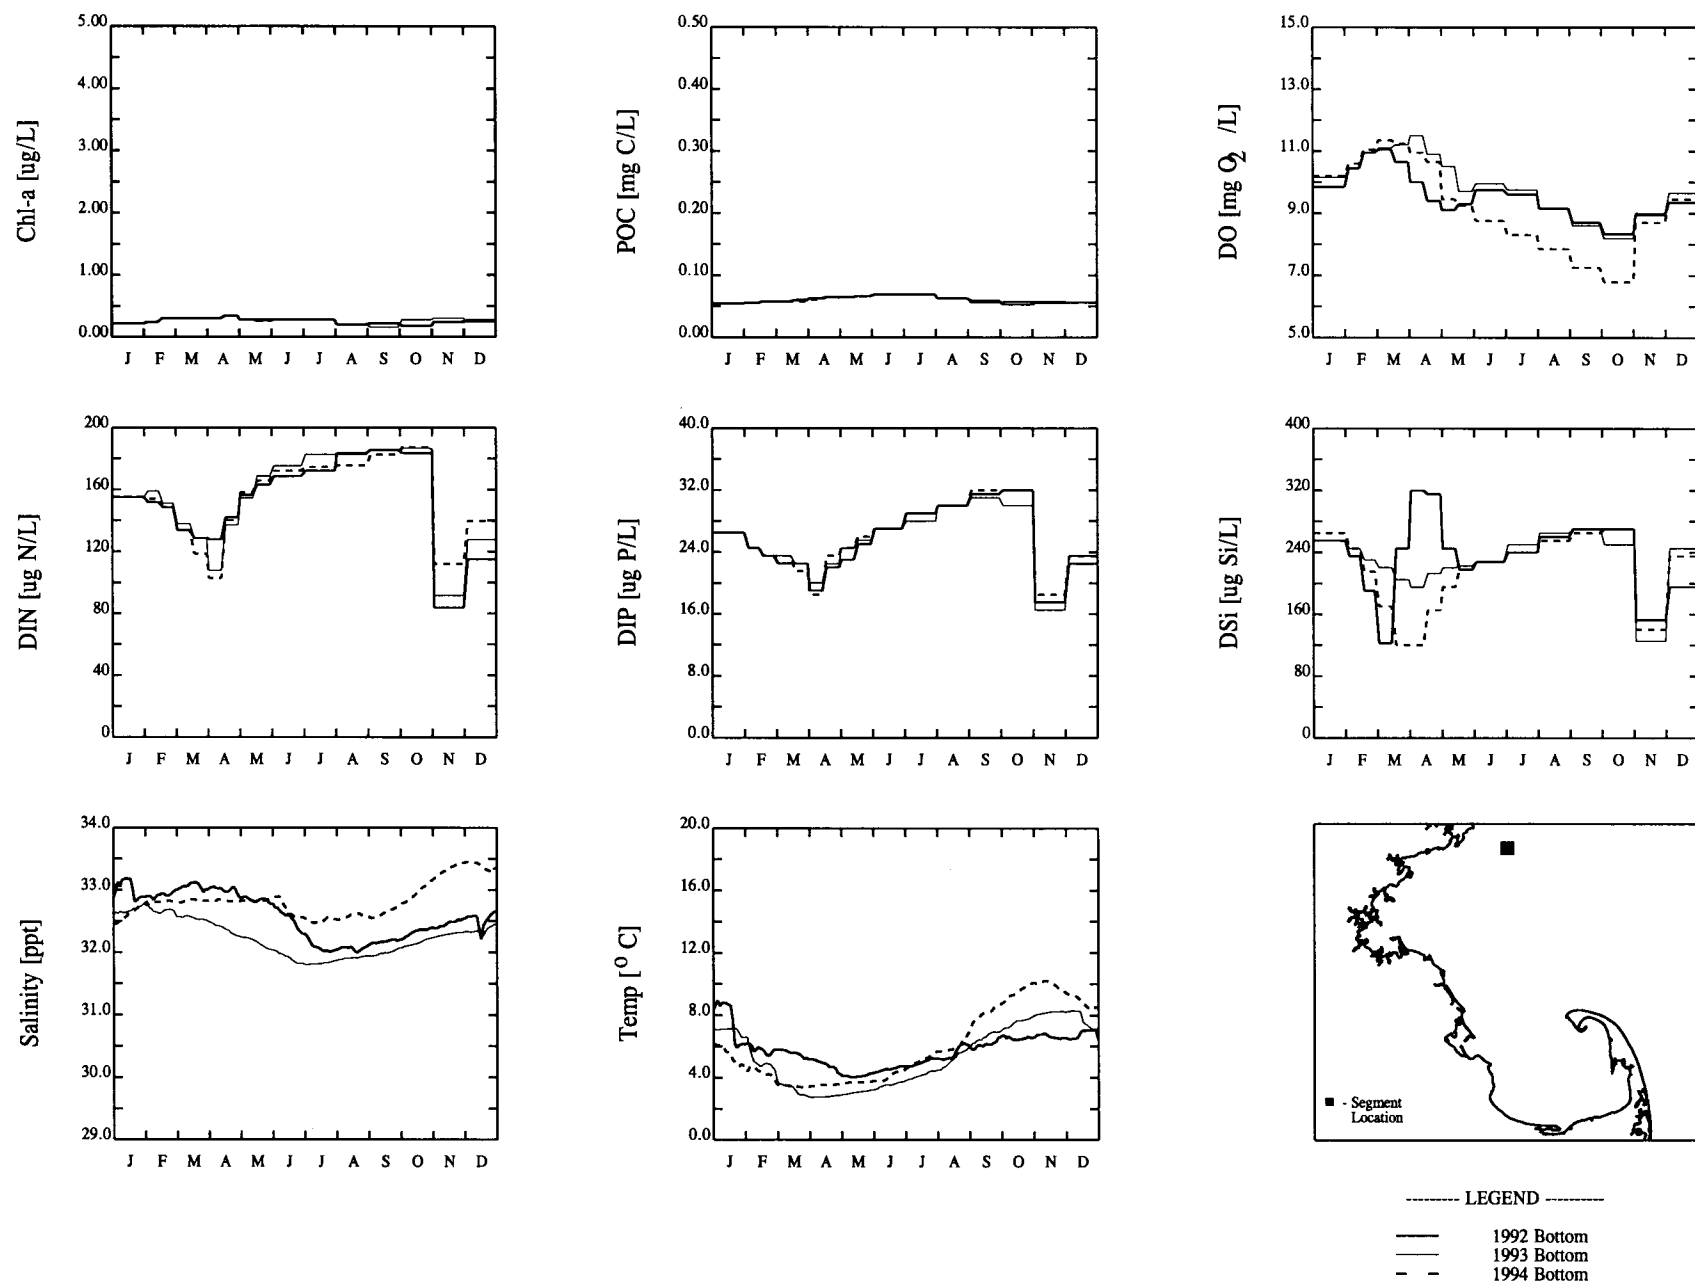 Chl-a [ug/L]
5.00
4.00
3.00
2.00
1.00
0.00
J F M A M J J A S O N D
POC [mg C/L]
0.50
0.40
0.30
0.20
0.10
0.00
J F M A M J J A S O N D
DO [mg O2 /L]
15.0
13.0
11.0
9.0
7.0
5.0
J F M A M J J A S O N D
DIN [ug N/L]
200
160
120
80
40
0
J F M A M J J A S O N D
DIP [ug P/L]
40.0
32.0
24.0
16.0
8.0
0.0
J F M A M J J A S O N D
DSi [ug Si/L]
400
320
240
160
80
0
J F M A M J J A S O N D
Salinity [ppt]
34.0
33.0
32.0
31.0
30.0
29.0
J F M A M J J A S O N D
Temp [° C]
20.0
16.0
12.0
8.0
4.0
0.0
J F M A M J J A S O N D
- Segment
Location
LEGEND
1992 Bottom
1993 Bottom
1994 Bottom